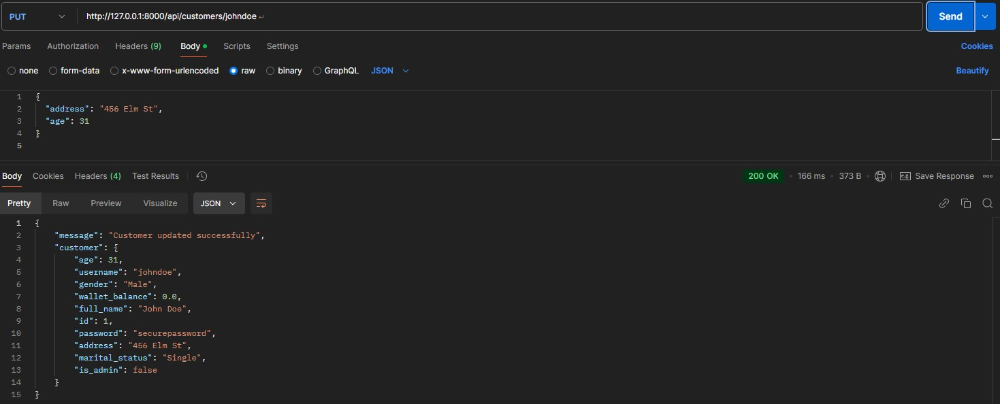 PUT http://127.0.0.1:8000/api/customers/johndoe Send
Params Authorization Headers (9) Body Scripts Settings Cookies
none form-data x-www-form-urlencoded raw binary GraphQL JSON Beautify
1 {
2 "address": "456 Elm St",
3 "age": 31
4 }
5
Body Cookies Headers (4) Test Results 200 OK 166 ms 373 B e.g. Save Response
Pretty Raw Preview Visualize JSON
1 {
2 "message": "Customer updated successfully",
3 "customer": {
4 "age": 31,
5 "username": "johndoe",
6 "gender": "Male",
7 "wallet_balance": 0.0,
8 "full_name": "John Doe",
9 "id": 1,
10 "password": "securepassword",
11 "address": "456 Elm St",
12 "marital_status": "Single",
13 "is_admin": false
14 }
15 }